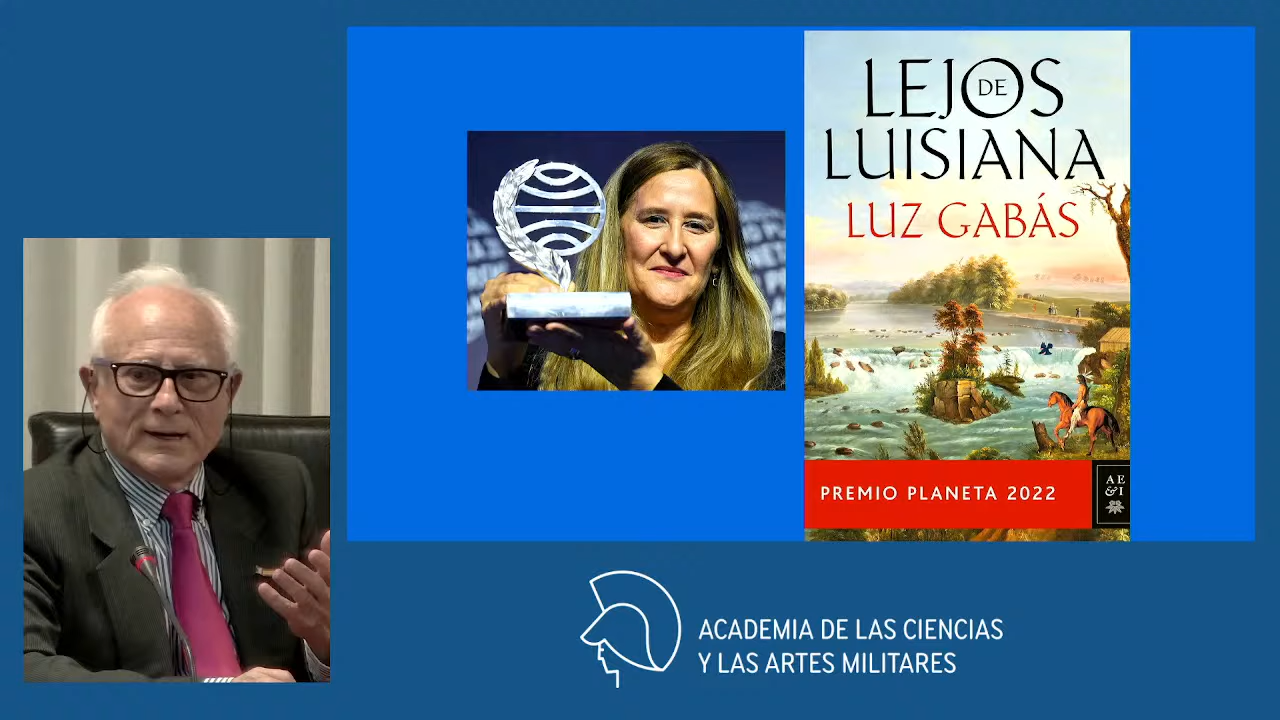 LEJOS
DE
LUISIANA
LUZ GABÁS
PREMIO PLANETA 2022
AE
&I
ACADEMIA DE LAS CIENCIAS
Y LAS ARTES MILITARES